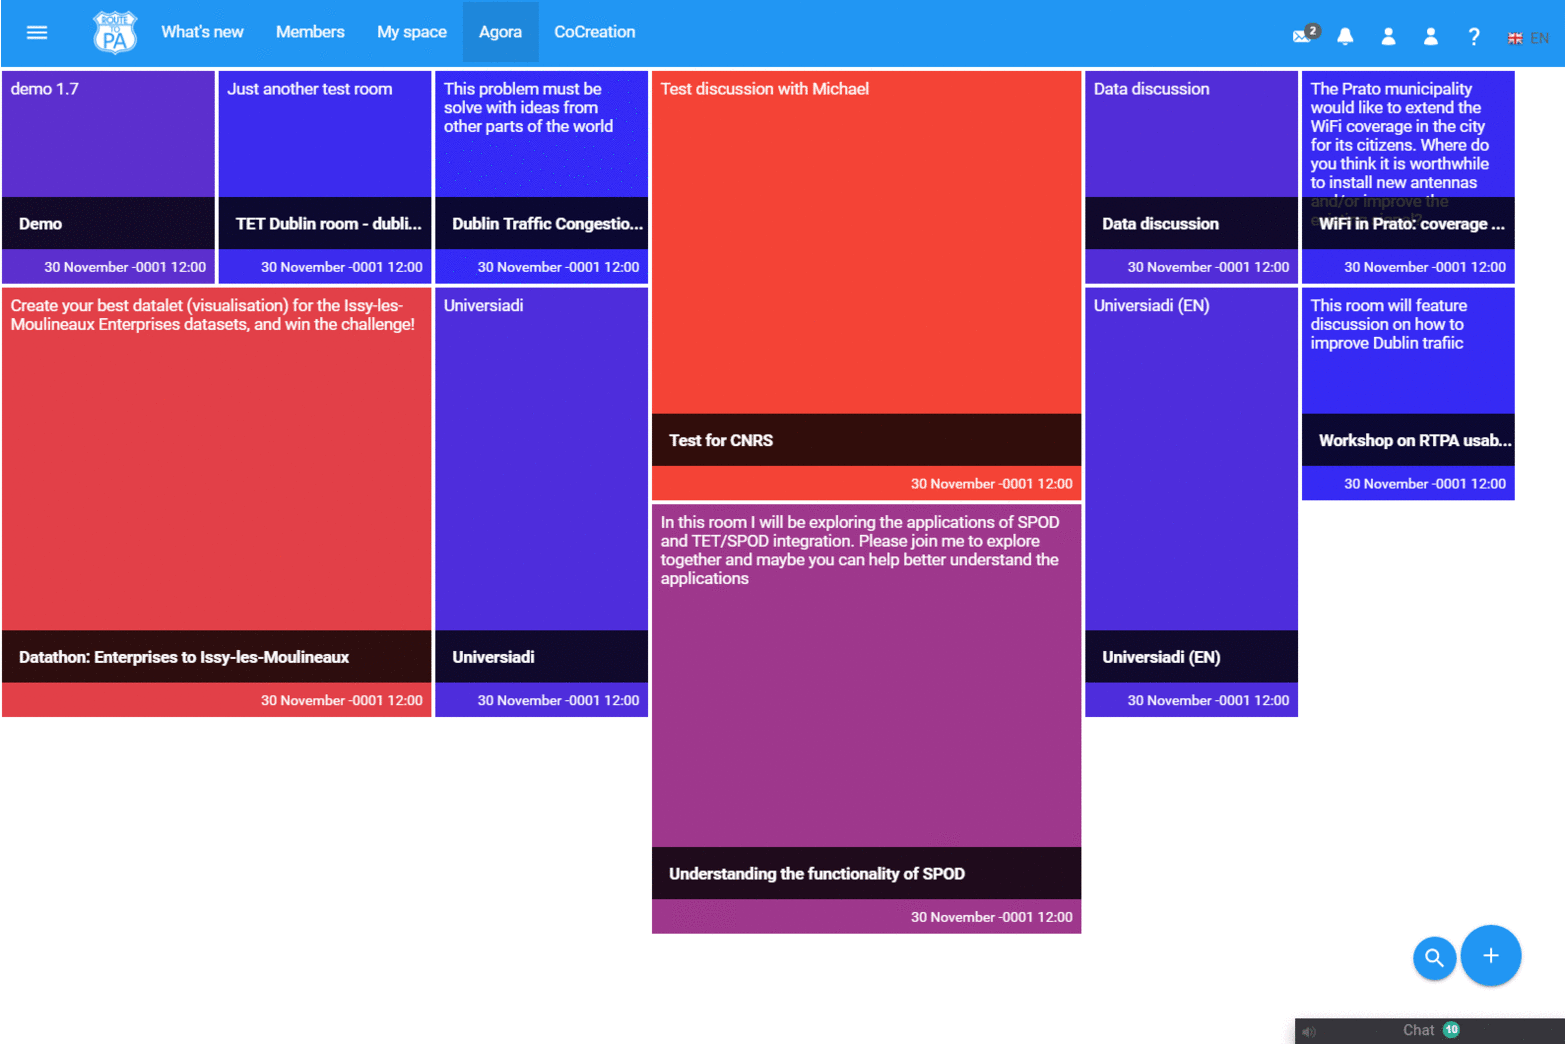 ROUTE
TO
PA
What's new
Members
My space
Agora
CoCreation
2
?
EN
demo 1.7
Demo
30 November -0001 12:00
Just another test room
TET Dublin room - dubli...
30 November -0001 12:00
This problem must be
solve with ideas from
other parts of the world
Dublin Traffic Congestio...
30 November -0001 12:00
Test discussion with Michael
Test for CNRS
30 November -0001 12:00
Data discussion
Data discussion
30 November -0001 12:00
The Prato municipality
would like to extend the
WiFi coverage in the city
for its citizens. Where do
you think it is worthwhile
to install new antennas
and/or improve the
WiFi in Prato: coverage ...
30 November -0001 12:00
Create your best datalet (visualisation) for the Issy-les-
Moulineaux Enterprises datasets, and win the challenge!
Datathon: Enterprises to Issy-les-Moulineaux
30 November -0001 12:00
Universiadi
Universiadi
30 November -0001 12:00
In this room I will be exploring the applications of SPOD
and TET/SPOD integration. Please join me to explore
together and maybe you can help better understand the
applications
Understanding the functionality of SPOD
30 November -0001 12:00
Universiadi (EN)
Universiadi (EN)
30 November -0001 12:00
This room will feature
discussion on how to
improve Dublin trafiic
Workshop on RTPA usab...
30 November -0001 12:00
Chat 10